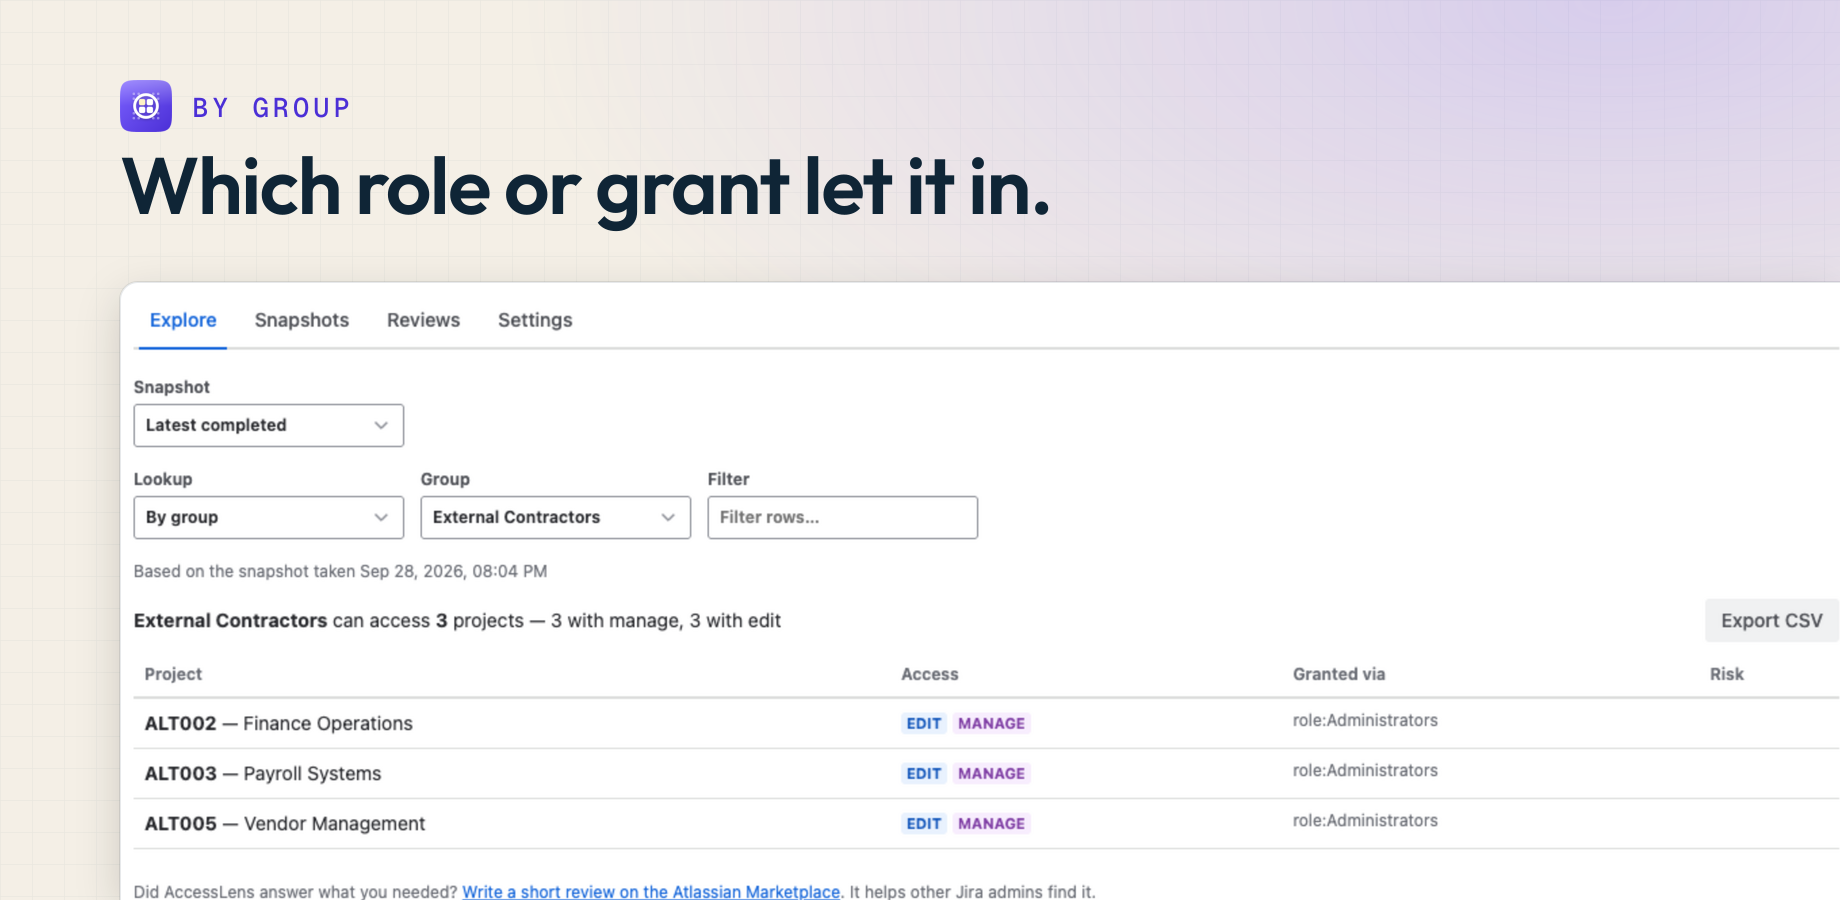 BY GROUP
Which role or grant let it in.
Explore Snapshots Reviews Settings
Snapshot
Latest completed
Lookup Group Filter
By group External Contractors Filter rows...
Based on the snapshot taken Sep 28, 2026, 08:04 PM
External Contractors can access 3 projects — 3 with manage, 3 with edit Export CSV
Project Access Granted via Risk
ALT002 — Finance Operations EDIT MANAGE role:Administrators
ALT003 — Payroll Systems EDIT MANAGE role:Administrators
ALT005 — Vendor Management EDIT MANAGE role:Administrators
Did AccessLens answer what you needed? Write a short review on the Atlassian Marketplace. It helps other Jira admins find it.